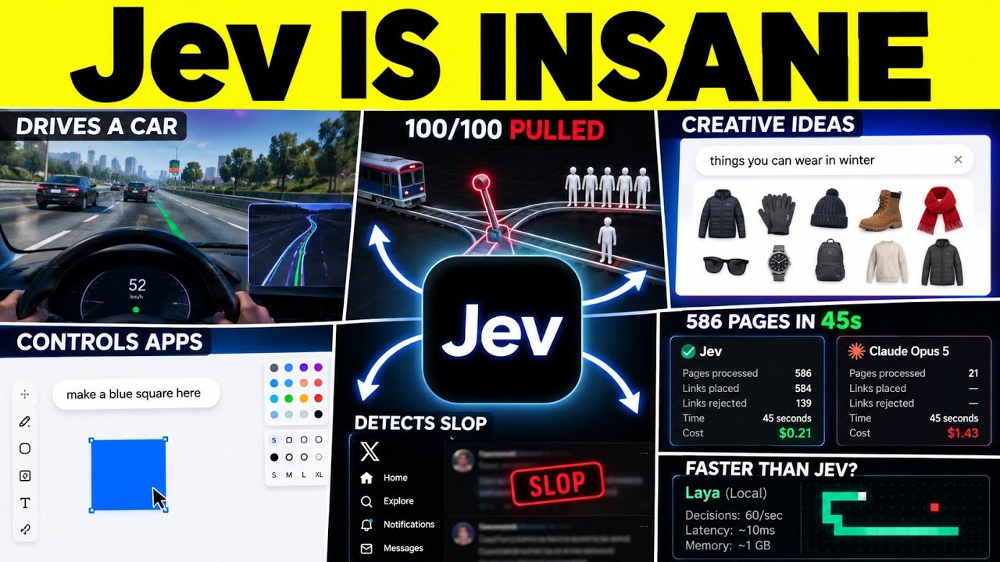 Jev IS INSANE
DRIVES A CAR
52
km/h
100/100 PULLED
CREATIVE IDEAS
things you can wear in winter
Jev
CONTROLS APPS
make a blue square here
S
S M L XL
T
DETECTS SLOP
X
Home
Explore
Notifications
Messages
SLOP
586 PAGES IN 45s
Jev
Pages processed 586
Links placed 584
Links rejected 139
Time 45 seconds
Cost $0.21
Claude Opus 5
Pages processed 21
Links placed —
Links rejected —
Time 45 seconds
Cost $1.43
FASTER THAN JEV?
Laya (Local)
Decisions: 60/sec
Latency: ~10ms
Memory: ~1 GB